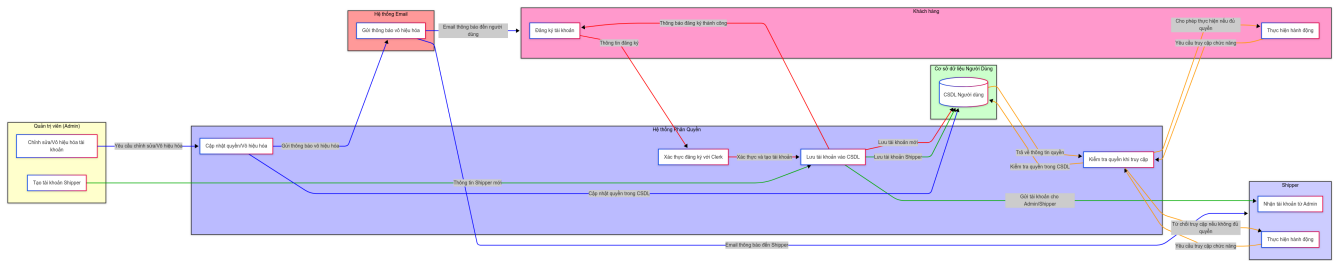 Hệ thống Email
Gửi thông báo vô hiệu hóa
Email thông báo đến người
dùng
Khách hàng
Đăng ký tài khoản
Thông báo đăng ký thành công
Thông tin đăng ký
Cho phép thực hiện nếu đủ
quyền
Yêu cầu truy cập chức năng
Thực hiện hành động
Cơ sở dữ liệu Người Dùng
CSDL Người dùng
Quản trị viên (Admin)
Chỉnh sửa/Vô hiệu hóa tài
khoản
Tạo tài khoản Shipper
Yêu cầu chỉnh sửa/Vô hiệu hóa
Hệ thống Phân Quyền
Cập nhật quyền/Vô hiệu hóa
Gửi thông báo vô hiệu hóa
Xác thực đăng ký với Clerk
Xác thực và tạo tài khoản
Lưu tài khoản vào CSDL
Lưu tài khoản mới
Lưu tài khoản Shipper
Trả về thông tin quyền
Kiểm tra quyền trong CSDL
Kiểm tra quyền khi truy cập
Thông tin Shipper mới
Cập nhật quyền trong CSDL
Gửi tài khoản cho
Admin/Shipper
Shipper
Nhận tài khoản từ Admin
Thực hiện hành động
Từ chối truy cập nếu không đủ
quyền
Yêu cầu truy cập chức năng
Email thông báo đến Shipper